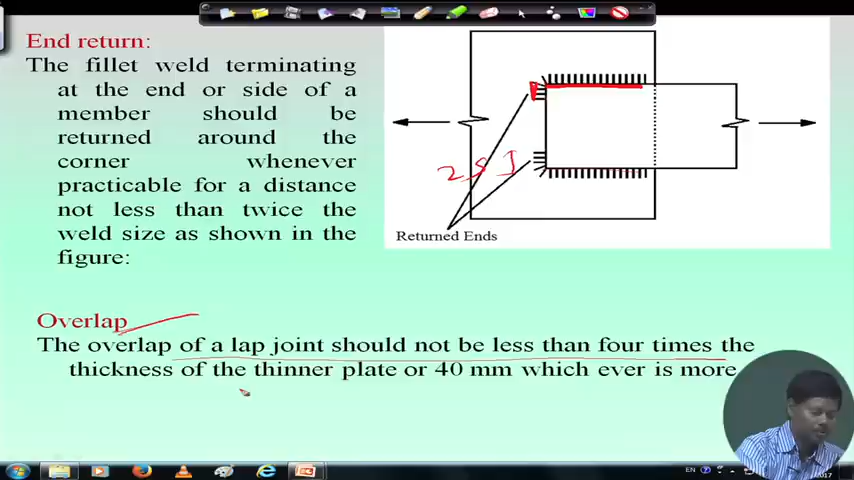 End return:
The fillet weld terminating
at the end or side of a
member should be
returned around the
corner whenever
practicable for a distance
not less than twice the
weld size as shown in the
figure:
Returned Ends
Overlap
The overlap of a lap joint should not be less than four times the
thickness of the thinner plate or 40 mm which ever is more
EN